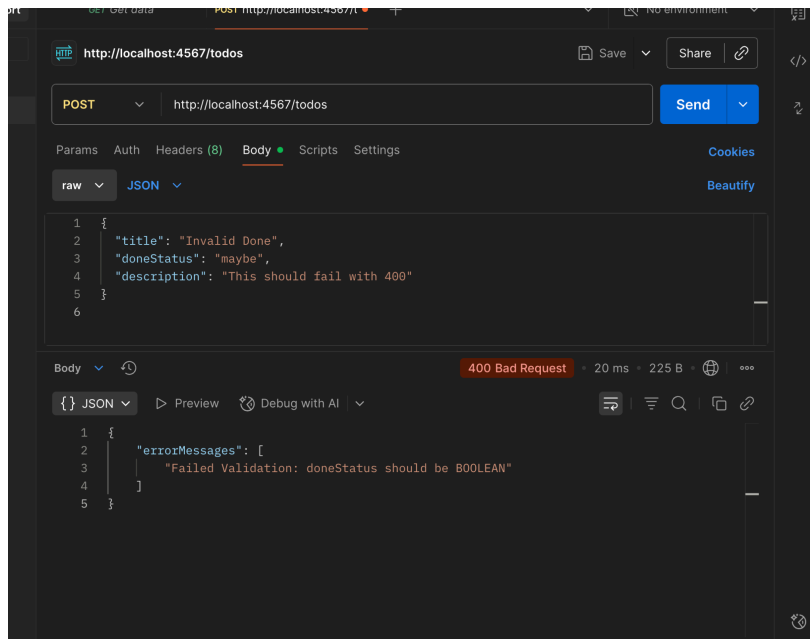 GET Get data
POST http://localhost:4567/t
No environment
HTTP http://localhost:4567/todos
Save
Share
POST
http://localhost:4567/todos
Send
Params Auth Headers (8) Body Scripts Settings
Cookies
raw JSON
Beautify
1 {
2 "title": "Invalid Done",
3 "doneStatus": "maybe",
4 "description": "This should fail with 400"
5 }
6
Body
400 Bad Request • 20 ms • 225 B
{} JSON Preview Debug with AI
1 {
2 "errorMessages": [
3 "Failed Validation: doneStatus should be BOOLEAN"
4 ]
5 }